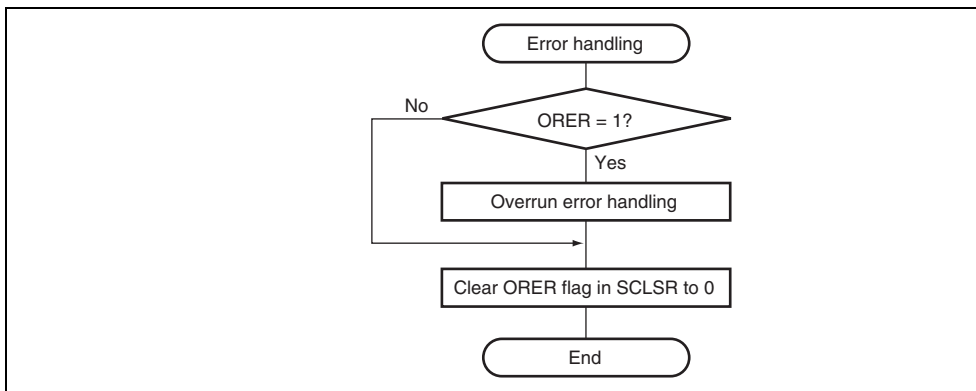 Error handling
No
ORER = 1?
Yes
Overrun error handling
Clear ORER flag in SCLSR to 0
End